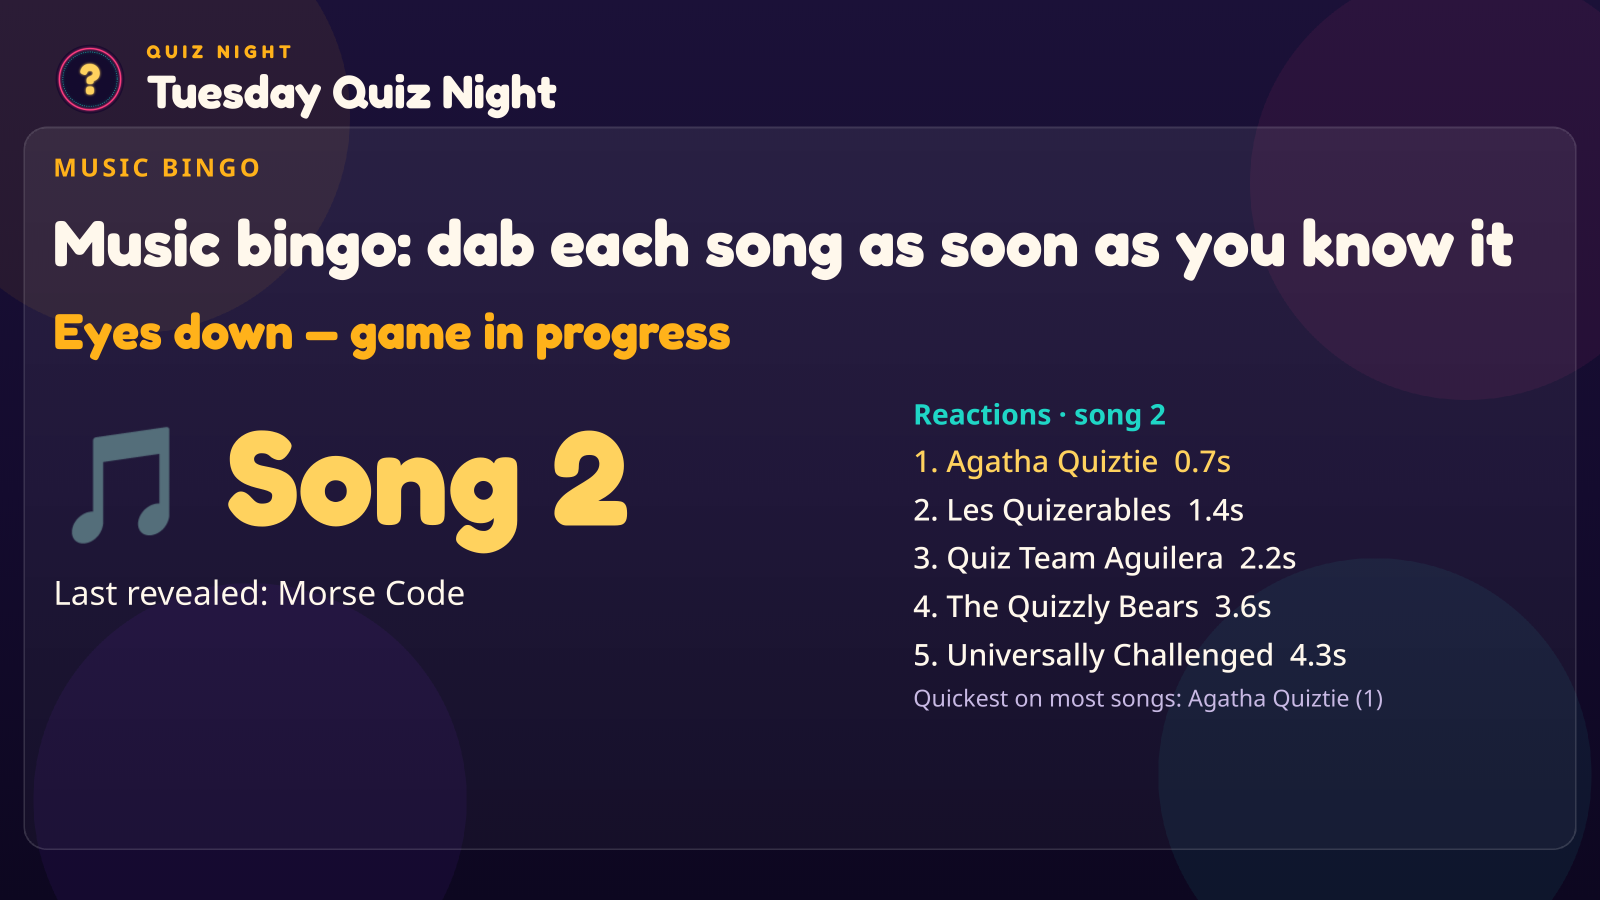 ?
QUIZ NIGHT
Tuesday Quiz Night
MUSIC BINGO
Music bingo: dab each song as soon as you know it
Eyes down — game in progress
Song 2
Last revealed: Morse Code
Reactions · song 2
1. Agatha Quiztie 0.7s
2. Les Quizerables 1.4s
3. Quiz Team Aguilera 2.2s
4. The Quizzly Bears 3.6s
5. Universally Challenged 4.3s
Quickest on most songs: Agatha Quiztie (1)